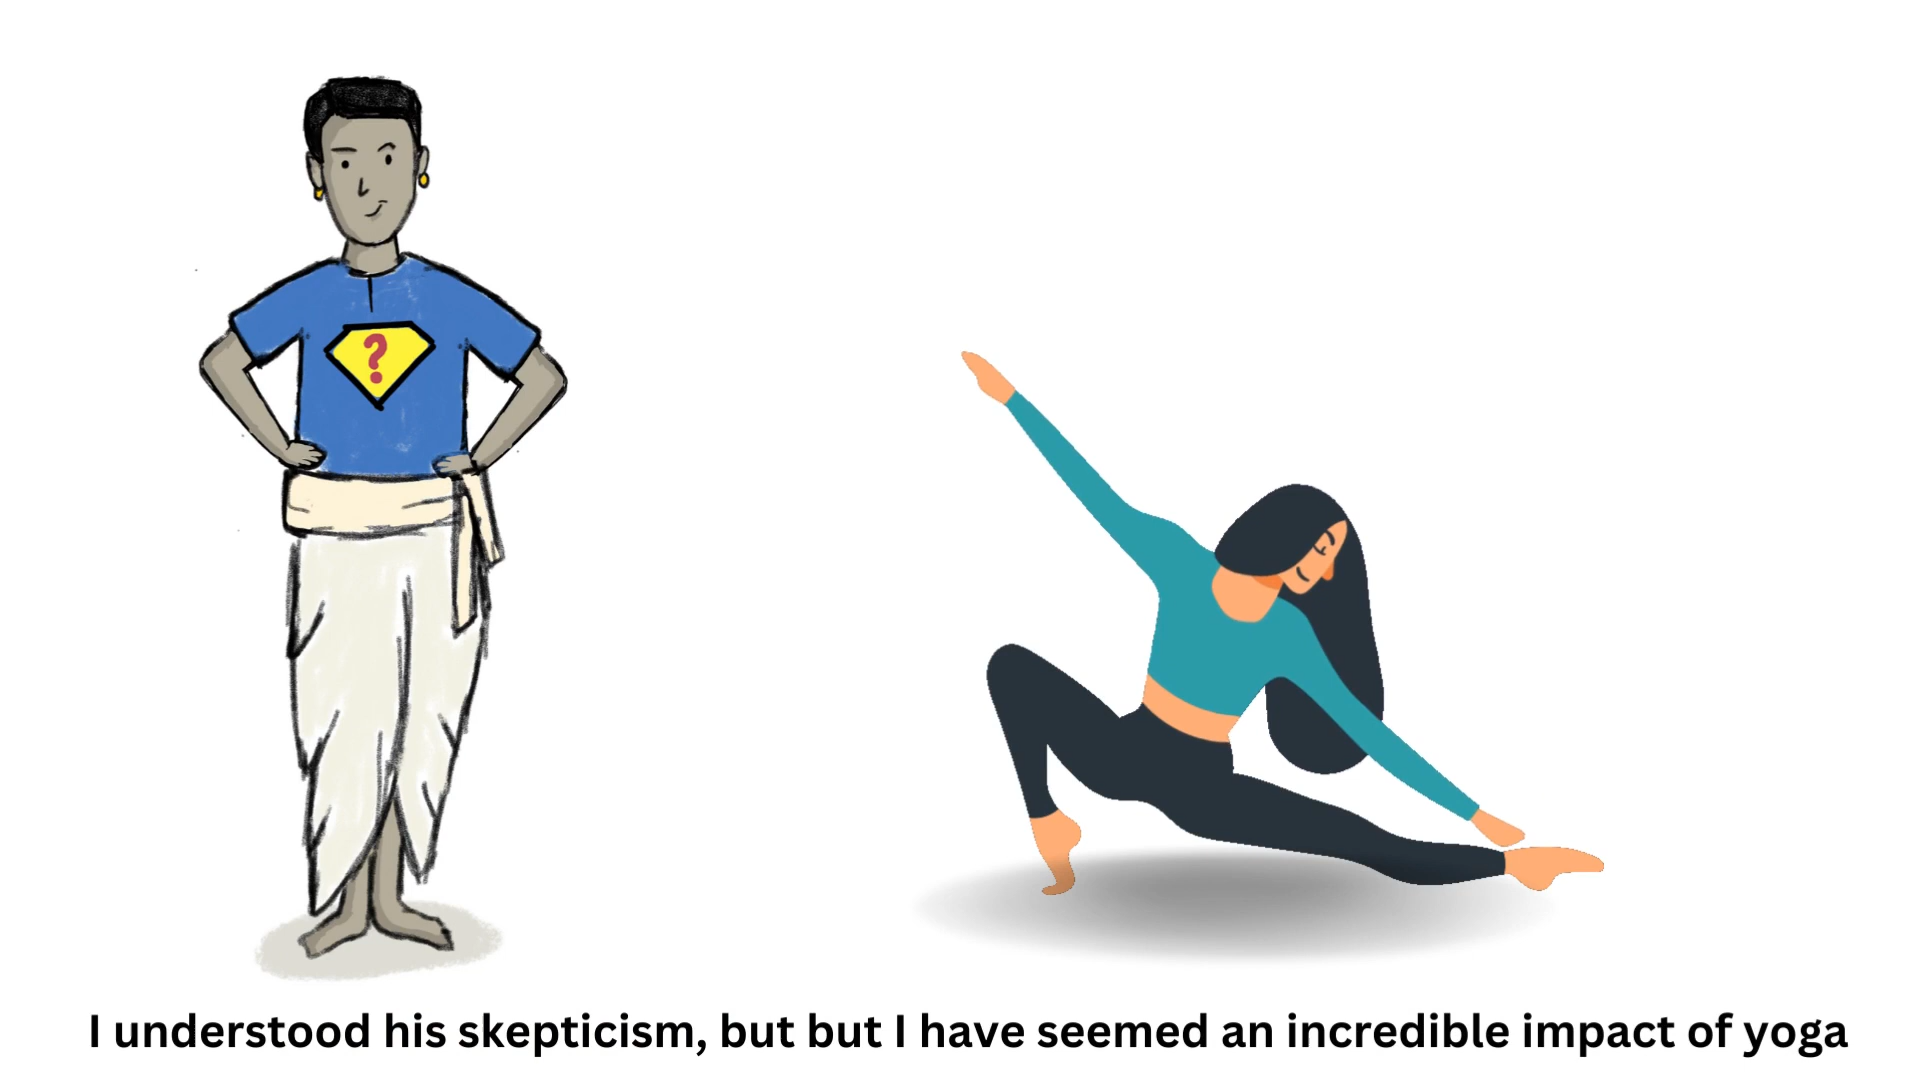 ?
I understood his skepticism, but but I have seemed an incredible impact of yoga